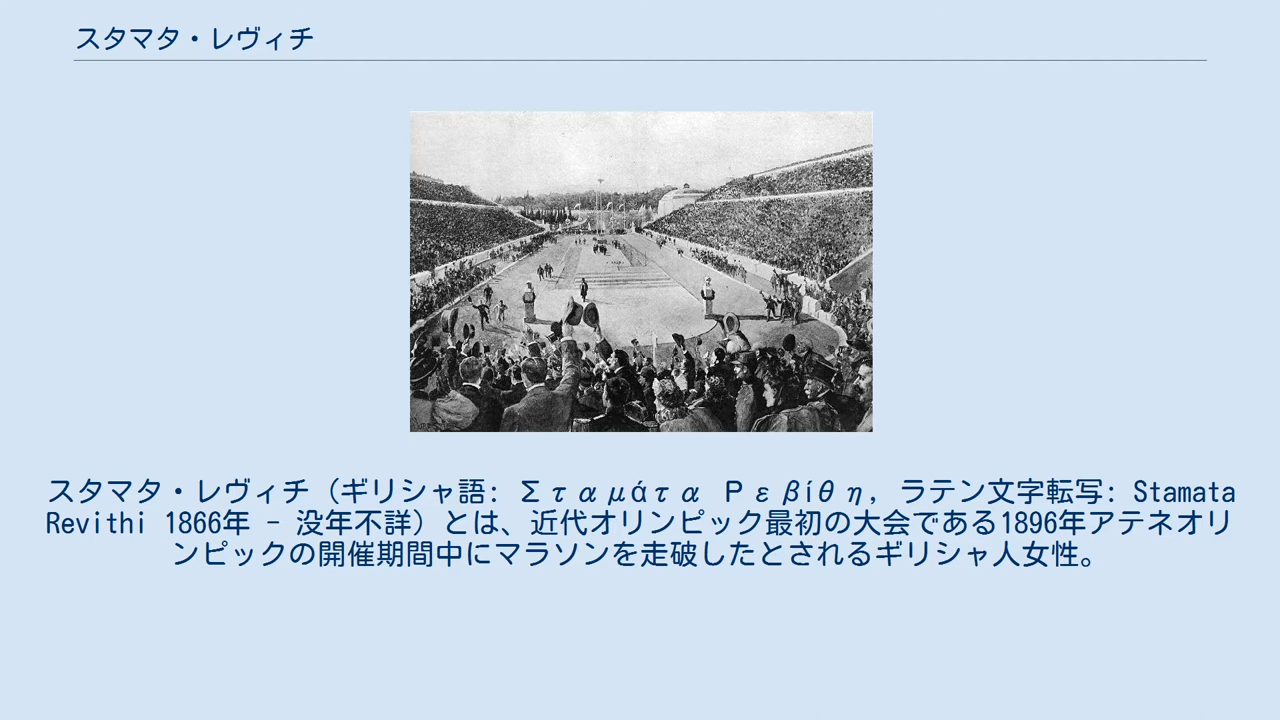 スタマタ・レヴィチ
スタマタ・レヴィチ（ギリシャ語: Σταμάτα Ρεβίθη, ラテン文字転写: Stamata
Revithi 1866年 - 没年不詳）とは、近代オリンピック最初の大会である1896年アテネオリ
ンピックの開催期間中にマラソンを走破したとされるギリシャ人女性。